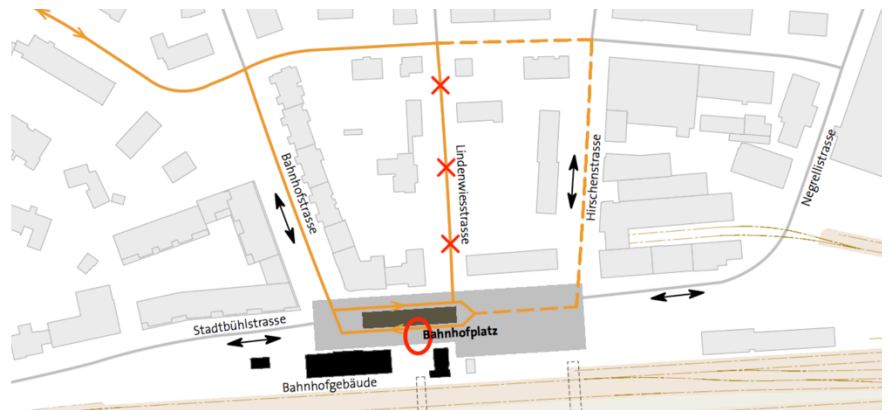 Bahnhofstrasse
Lindenwiesstrasse
Hirschenstrasse
Negrellistrasse
Stadtbühlstrasse
Bahnhofplatz
Bahnhofgebäude